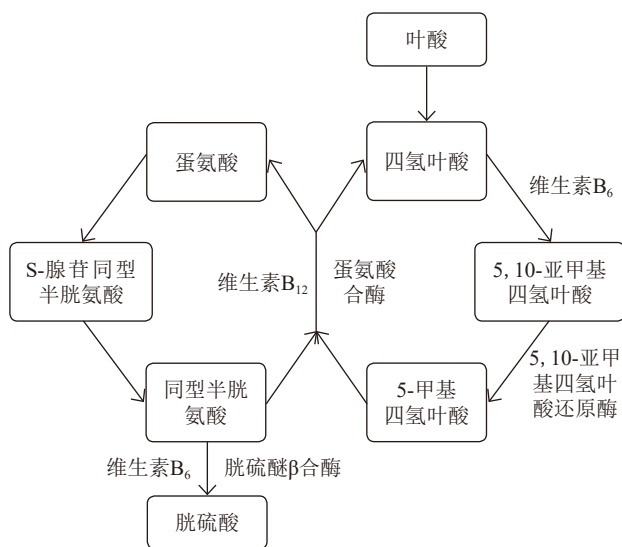 叶酸
蛋氨酸
四氢叶酸
维生素B6
S-腺苷同型
半胱氨酸
维生素B12
蛋氨酸
合酶
5, 10-亚甲基
四氢叶酸
同型半胱
氨酸
5-甲基
四氢叶酸
5, 10-亚甲
基四氢叶
酸还原酶
维生素B6
胱硫醚β合酶
胱硫酸